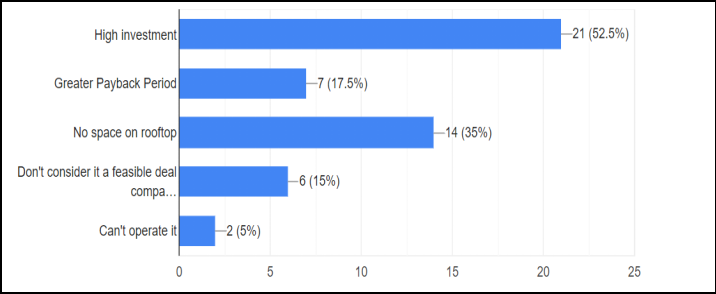 High investment 21 (52.5%)
Greater Payback Period 7 (17.5%)
No space on rooftop 14 (35%)
Don't consider it a feasible deal
compa… 6 (15%)
Can't operate it 2 (5%)
0 5 10 15 20 25